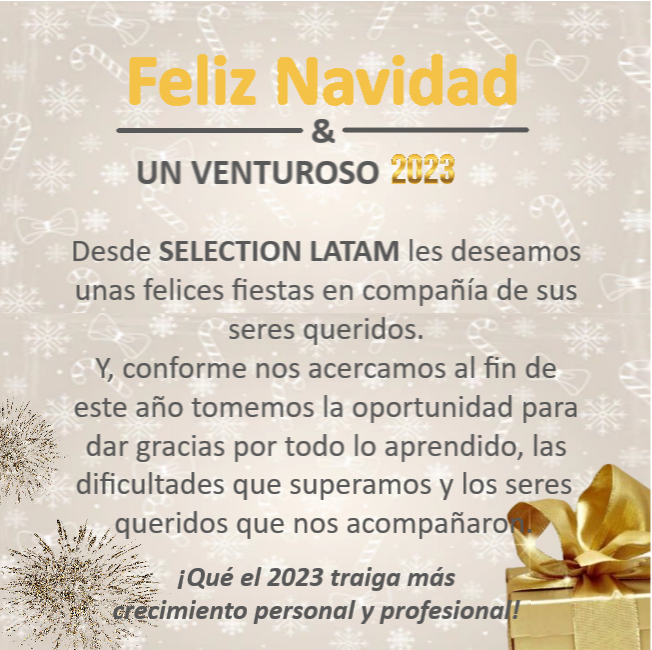 Feliz Navidad
&
UN VENTUROSO 2023
Desde SELECTION LATAM les deseamos
unas felices fiestas en compañía de sus
seres queridos.
Y, conforme nos acercamos al fin de
este año tomemos la oportunidad para
dar gracias por todo lo aprendido, las
dificultades que superamos y los seres
queridos que nos acompañaron!
¡Qué el 2023 traiga más
crecimiento personal y profesional!